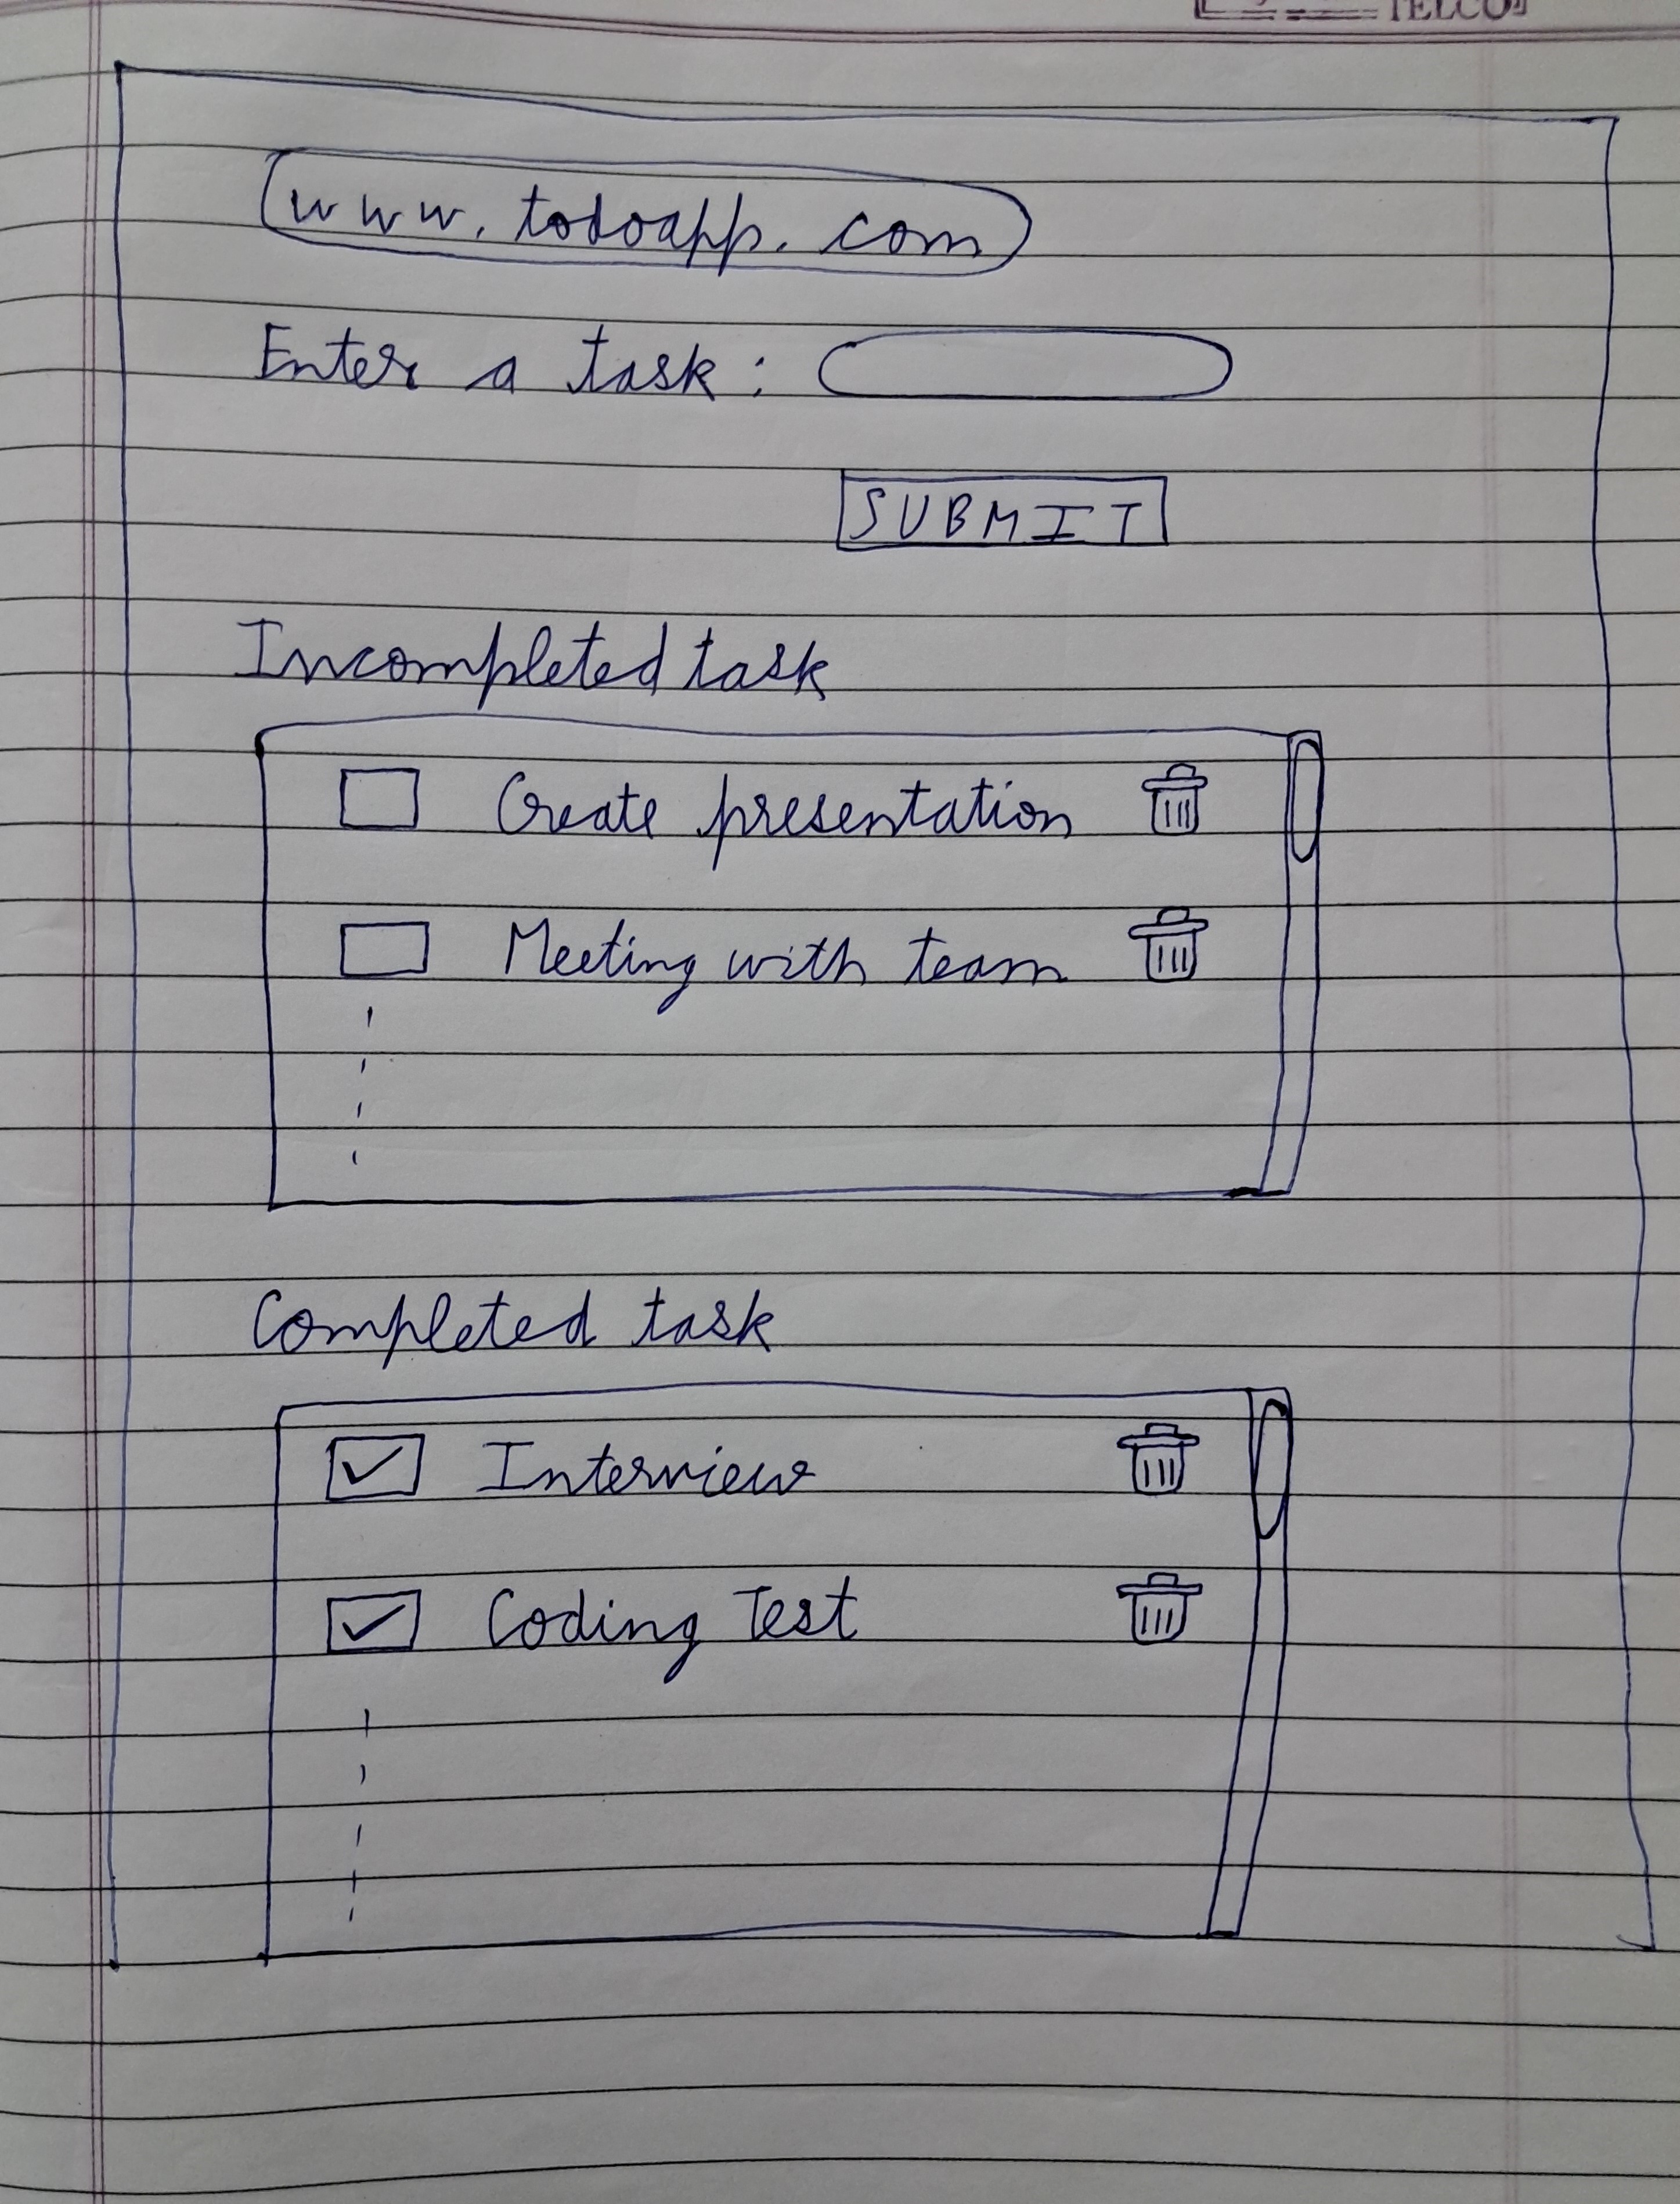 TELCO
www.todoapp.com
Enter a task :
SUBMIT
Incompleted task
Create presentation
Meeting with team
Completed task
Interview
Coding Test